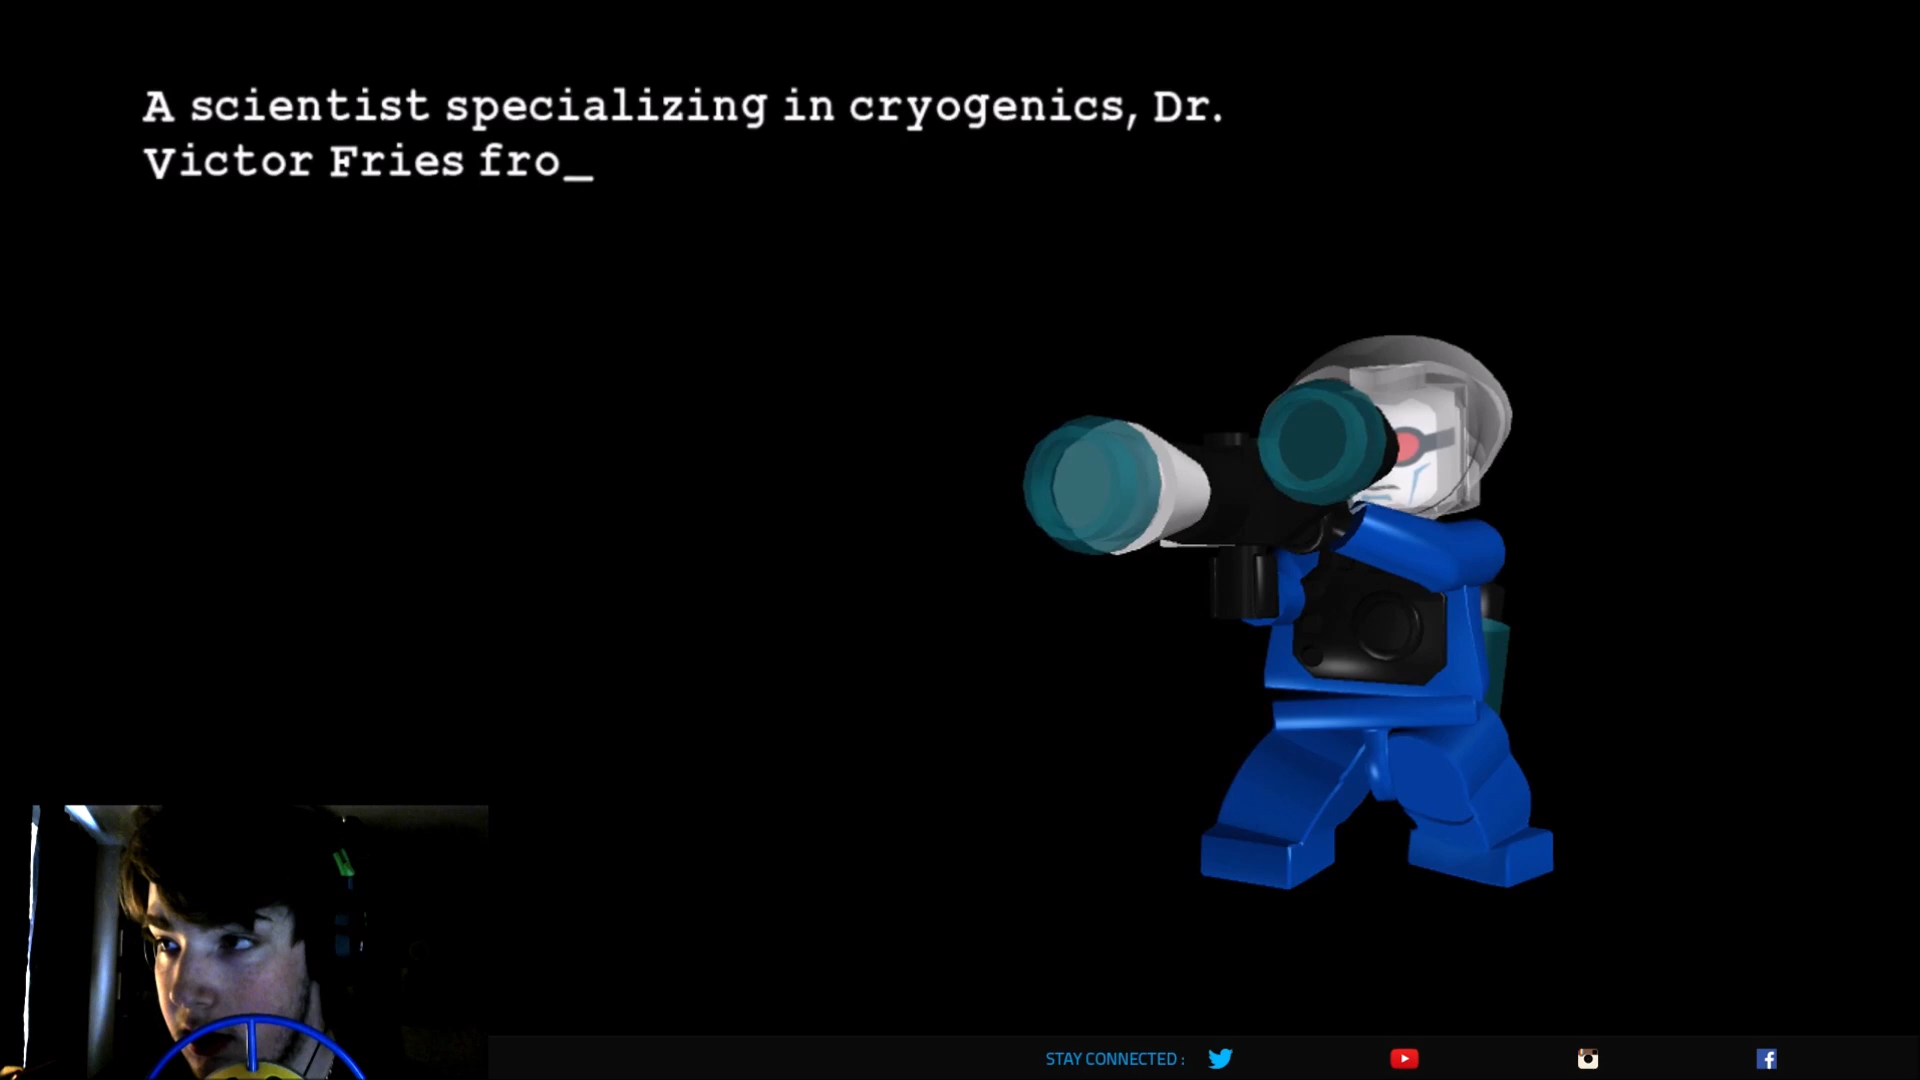 A scientist specializing in cryogenics, Dr.
Victor Fries fro_
STAY CONNECTED :